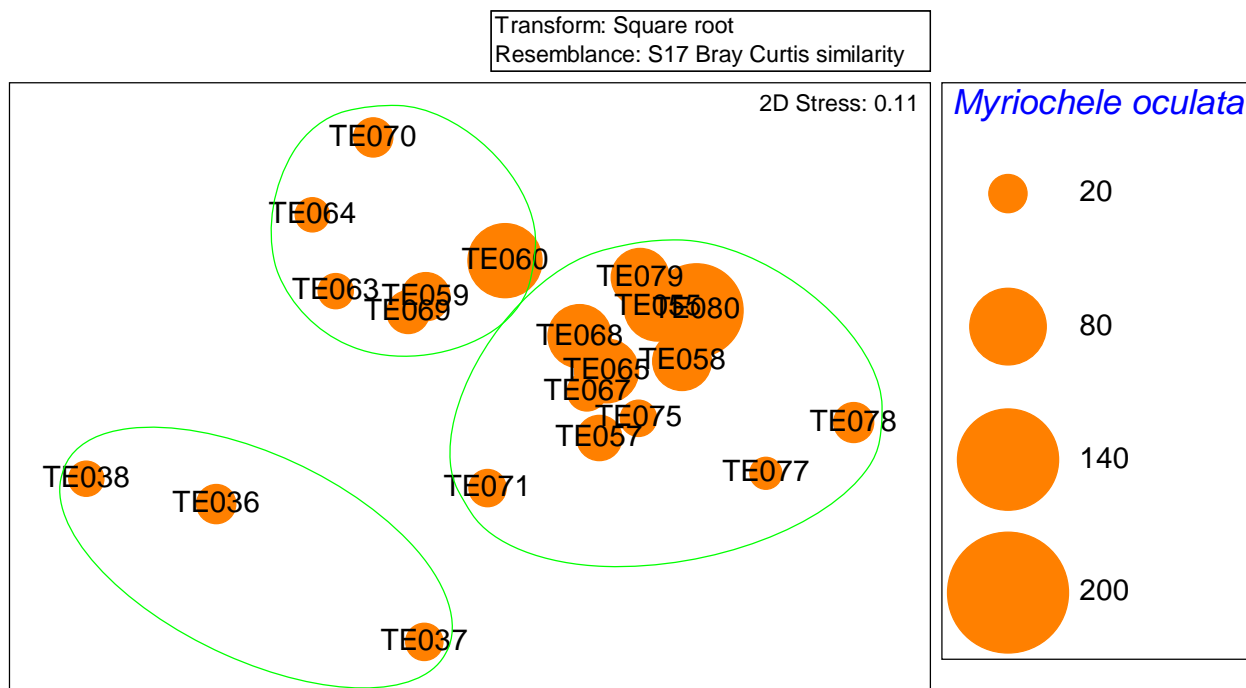 Transform: Square root
Resemblance: S17 Bray Curtis similarity
2D Stress: 0.11
Myriochele oculata
TE070
TE064
TE060
TE063
TE059
TE069
TE079
TE055
TE080
TE068
TE058
TE065
TE067
TE075
TE078
TE057
TE077
TE071
TE038
TE036
TE037
20
80
140
200